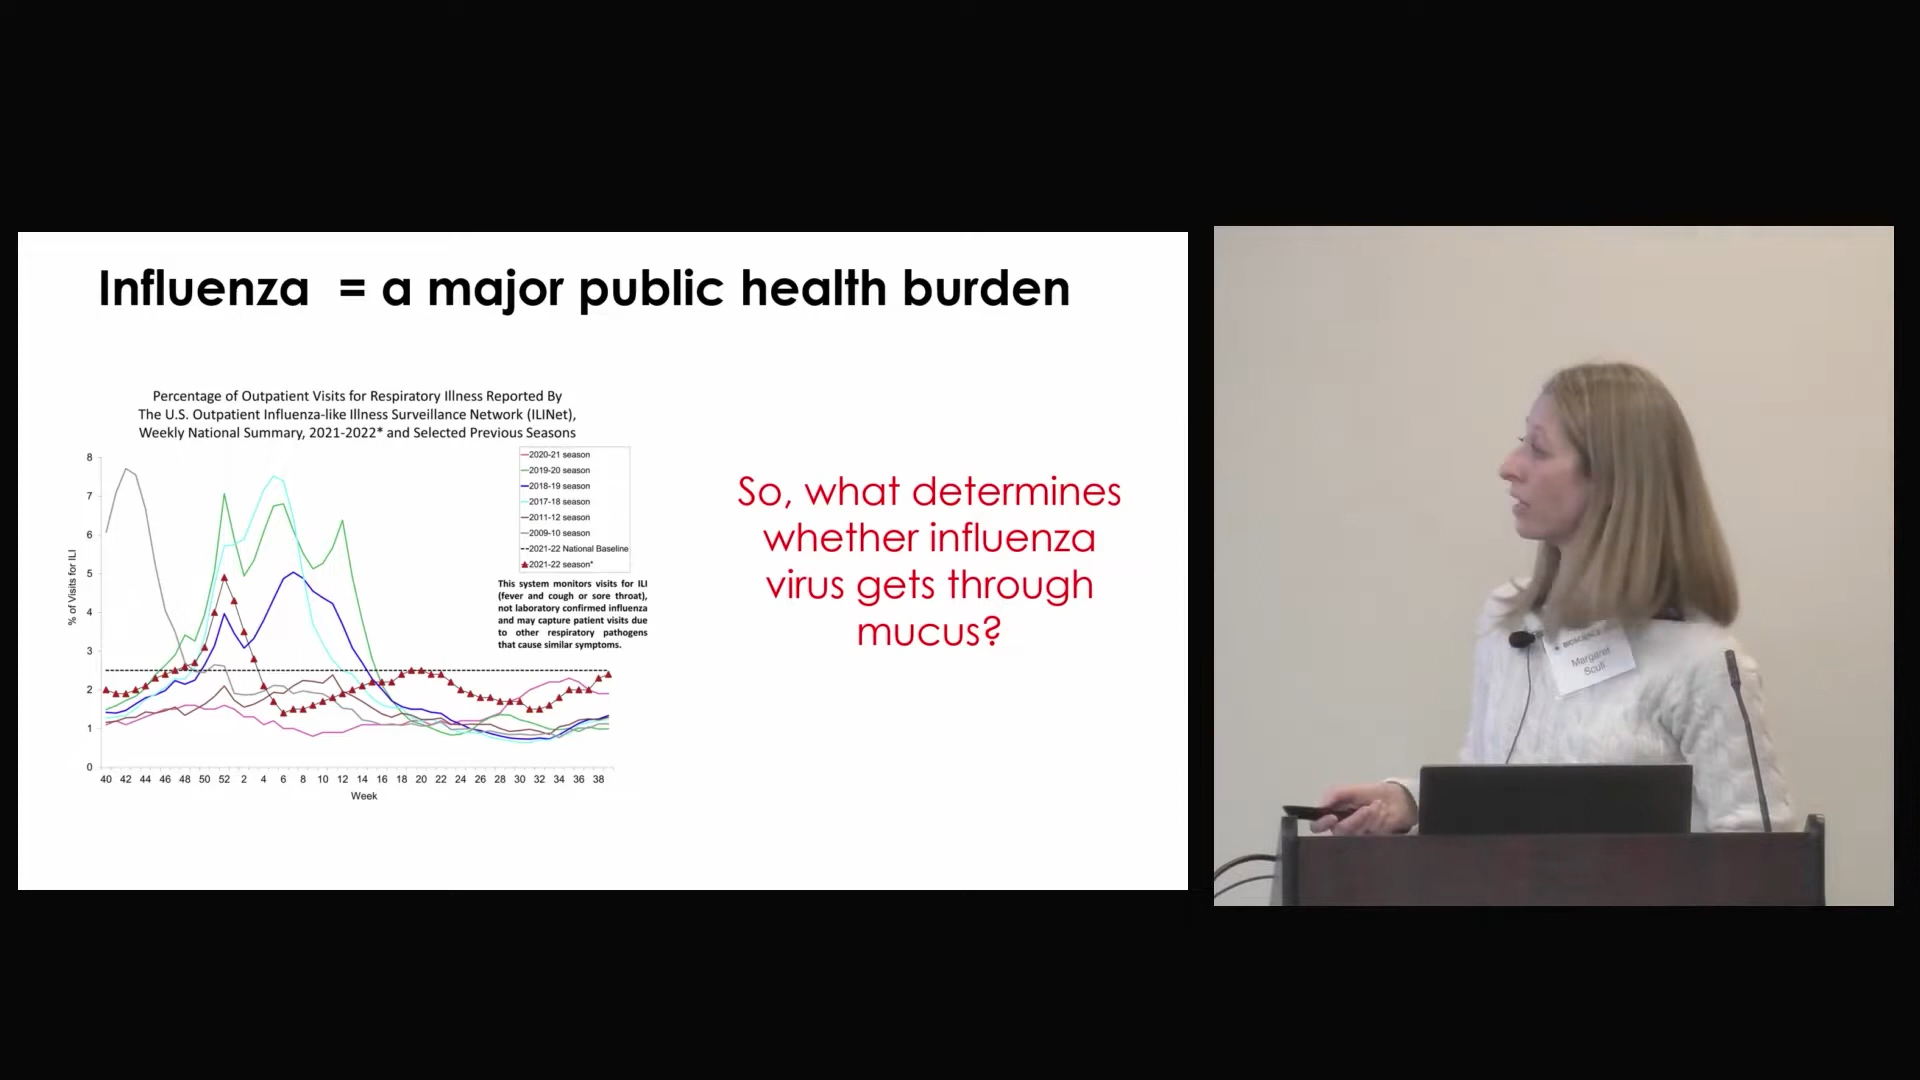 Influenza = a major public health burden
Percentage of Outpatient Visits for Respiratory Illness Reported By
The U.S. Outpatient Influenza-like Illness Surveillance Network (ILINet),
Weekly National Summary, 2021-2022* and Selected Previous Seasons
8
7
6
5
4
3
2
1
0
% of Visits for ILI
2020-21 season
2019-20 season
2018-19 season
2017-18 season
2011-12 season
2009-10 season
2021-22 National Baseline
2021-22 season*
This system monitors visits for ILI
(fever and cough or sore throat),
not laboratory confirmed influenza
and may capture patient visits due
to other respiratory pathogens
that cause similar symptoms.
40 42 44 46 48 50 52 2 4 6 8 10 12 14 16 18 20 22 24 26 28 30 32 34 36 38
Week
So, what determines
whether influenza
virus gets through
mucus?
Margaret
Scull